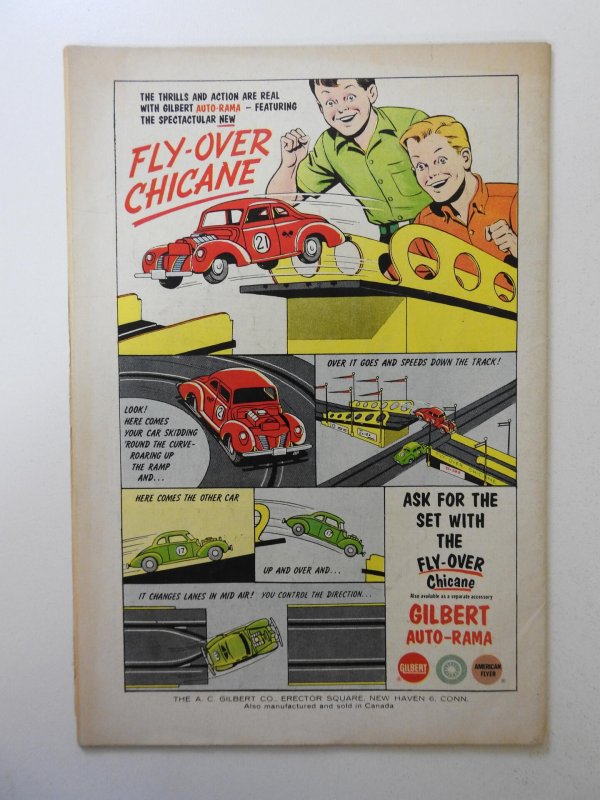 THE THRILLS AND ACTION ARE REAL
WITH GILBERT AUTO-RAMA – FEATURING
THE SPECTACULAR NEW
FLY-OVER
CHICANE
21
OVER IT GOES AND SPEEDS DOWN THE TRACK!
LOOK!
HERE COMES
YOUR CAR SKIDDING
'ROUND THE CURVE-
ROARING UP
THE RAMP
AND...
HERE COMES THE OTHER CAR
17
UP AND OVER AND...
IT CHANGES LANES IN MID AIR! YOU CONTROL THE DIRECTION...
ASK FOR THE
SET WITH
THE
FLY-OVER
Chicane
Also available as a separate accessory
GILBERT
AUTO-RAMA
GILBERT
AMERICAN
FLYER
THE A. C. GILBERT CO., ERECTOR SQUARE, NEW HAVEN 6, CONN.
Also manufactured and sold in Canada